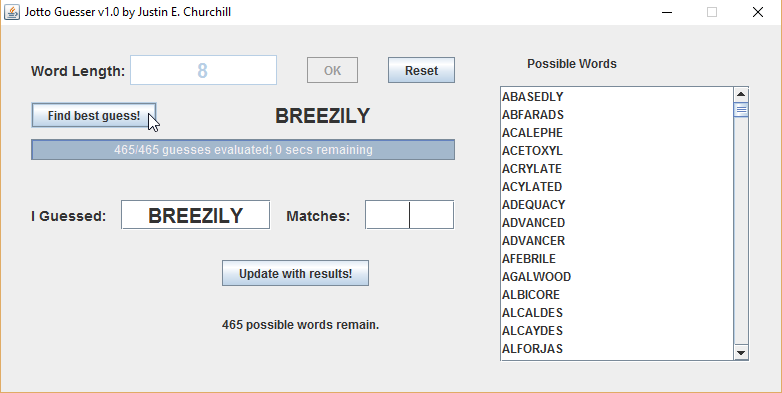 Jotto Guesser v1.0 by Justin E. Churchill
Word Length: 8 OK Reset
Find best guess! BREEZILY
465/465 guesses evaluated; 0 secs remaining
I Guessed: BREEZILY Matches:
Update with results!
465 possible words remain.
Possible Words
ABASEDLY
ABFARADS
ACALEPHE
ACETOXYL
ACRYLATE
ACYLATED
ADEQUACY
ADVANCED
ADVANCER
AFEBRILE
AGALWOOD
ALBICORE
ALCALDES
ALCAYDES
ALFORJAS